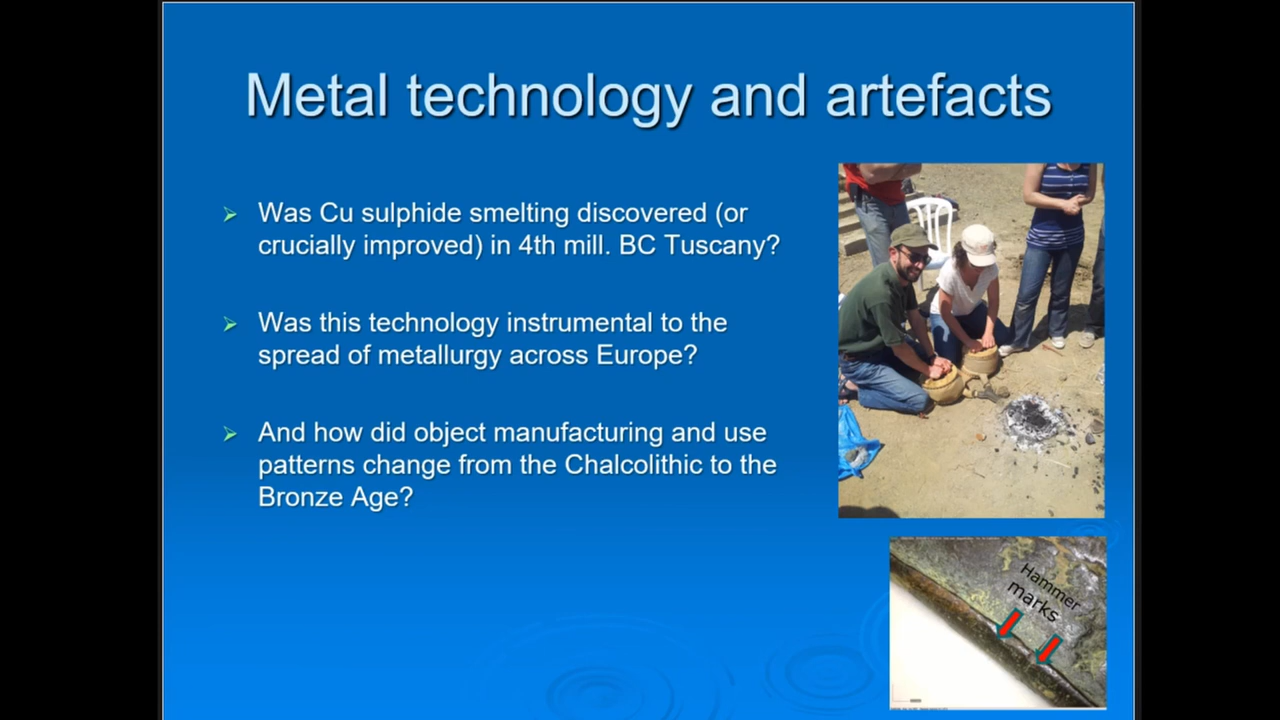 Metal technology and artefacts
Was Cu sulphide smelting discovered (or
crucially improved) in 4th mill. BC Tuscany?
Was this technology instrumental to the
spread of metallurgy across Europe?
And how did object manufacturing and use
patterns change from the Chalcolithic to the
Bronze Age?
Hammer
marks